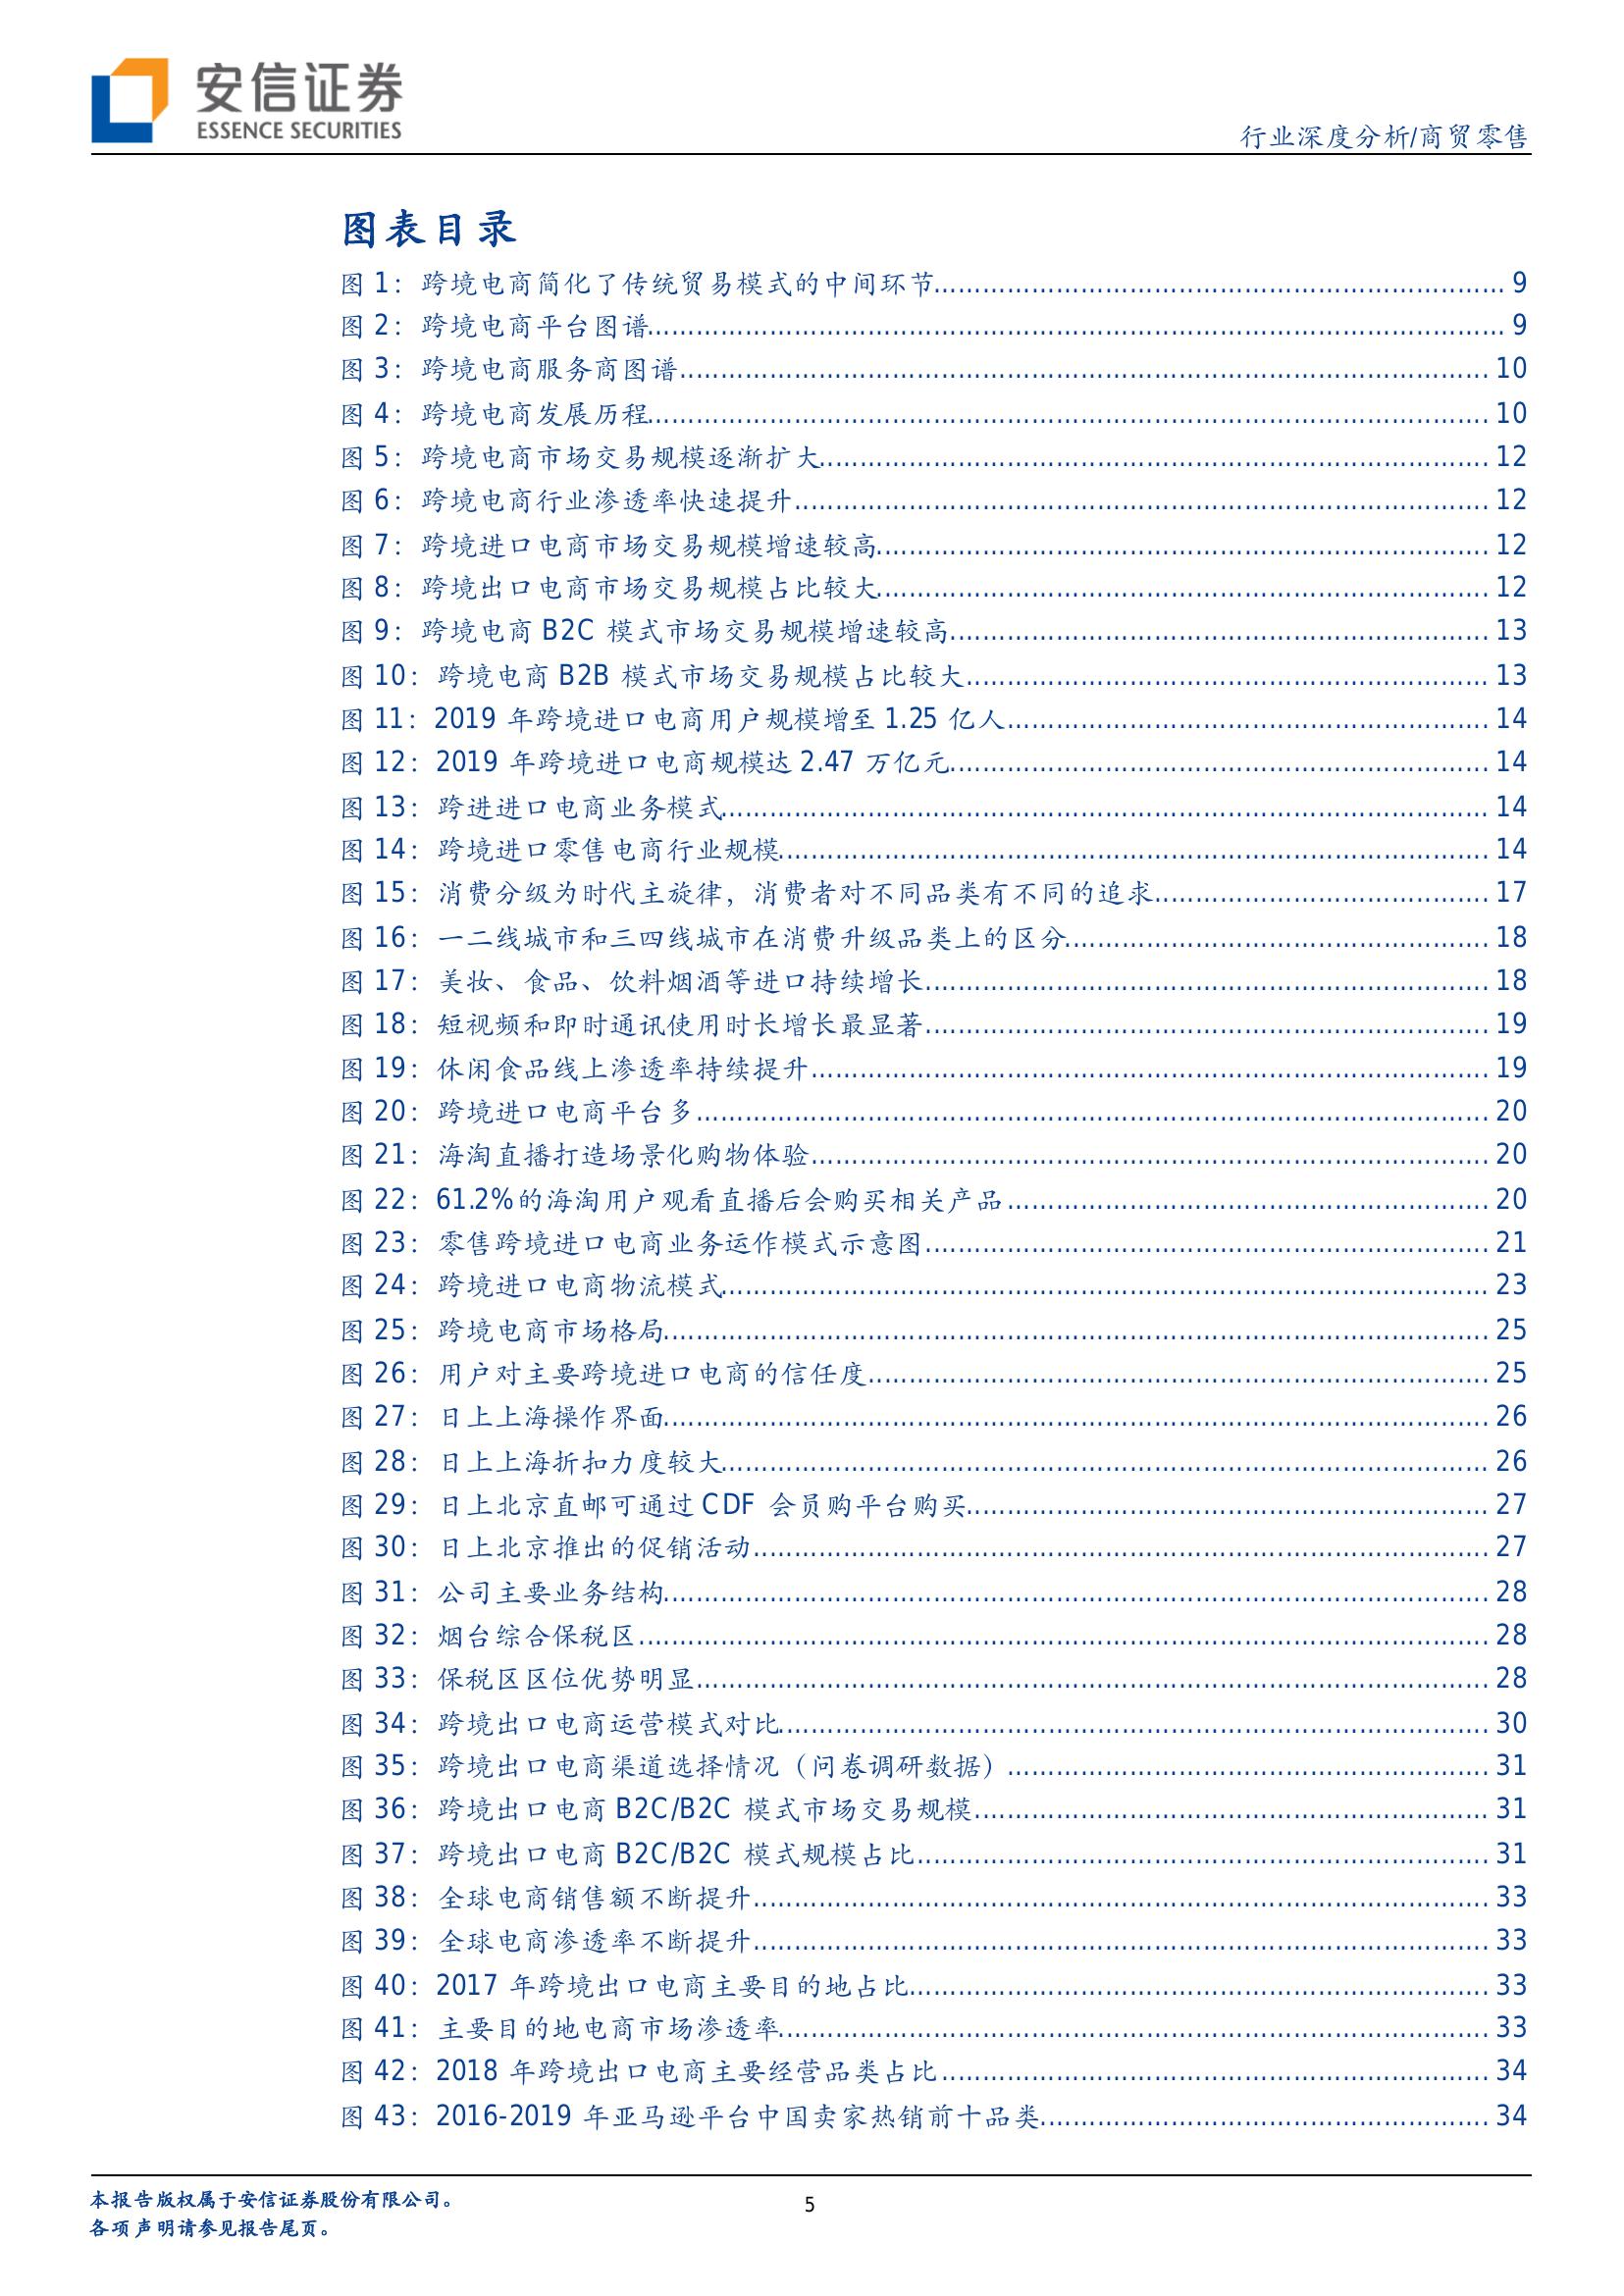 安信证券
ESSENCE SECURITIES
行业深度分析/商贸零售
图表目录
图 1：跨境电商简化了传统贸易模式的中间环节 9
图 2：跨境电商平台图谱 9
图 3：跨境电商服务商图谱 10
图 4：跨境电商发展历程 10
图 5：跨境电商市场交易规模逐渐扩大 12
图 6：跨境电商行业渗透率快速提升 12
图 7：跨境进口电商市场交易规模增速较高 12
图 8：跨境出口电商市场交易规模占比较大 12
图 9：跨境电商 B2C 模式市场交易规模增速较高 13
图 10：跨境电商 B2B 模式市场交易规模占比较大 13
图 11：2019 年跨境进口电商用户规模增至 1.25 亿人 14
图 12：2019 年跨境进口电商规模达 2.47 万亿元 14
图 13：跨进进口电商业务模式 14
图 14：跨境进口零售电商行业规模 14
图 15：消费分级为时代主旋律，消费者对不同品类有不同的追求 17
图 16：一二线城市和三四线城市在消费升级品类上的区分 18
图 17：美妆、食品、饮料烟酒等进口持续增长 18
图 18：短视频和即时通讯使用时长增长最显著 19
图 19：休闲食品线上渗透率持续提升 19
图 20：跨境进口电商平台多 20
图 21：海淘直播打造场景化购物体验 20
图 22：61.2%的海淘用户观看直播后会购买相关产品 20
图 23：零售跨境进口电商业务运作模式示意图 21
图 24：跨境进口电商物流模式 23
图 25：跨境电商市场格局 25
图 26：用户对主要跨境进口电商的信任度 25
图 27：日上上海操作界面 26
图 28：日上上海折扣力度较大 26
图 29：日上北京直邮可通过 CDF 会员购平台购买 27
图 30：日上北京推出的促销活动 27
图 31：公司主要业务结构 28
图 32：烟台综合保税区 28
图 33：保税区区位优势明显 28
图 34：跨境出口电商运营模式对比 30
图 35：跨境出口电商渠道选择情况（问卷调研数据） 31
图 36：跨境出口电商 B2C/B2C 模式市场交易规模 31
图 37：跨境出口电商 B2C/B2C 模式规模占比 31
图 38：全球电商销售额不断提升 33
图 39：全球电商渗透率不断提升 33
图 40：2017 年跨境出口电商主要目的地占比 33
图 41：主要目的地电商市场渗透率 33
图 42：2018 年跨境出口电商主要经营品类占比 34
图 43：2016-2019 年亚马逊平台中国卖家热销前十品类 34
本报告版权属于安信证券股份有限公司。
各项声明请参见报告尾页。
5